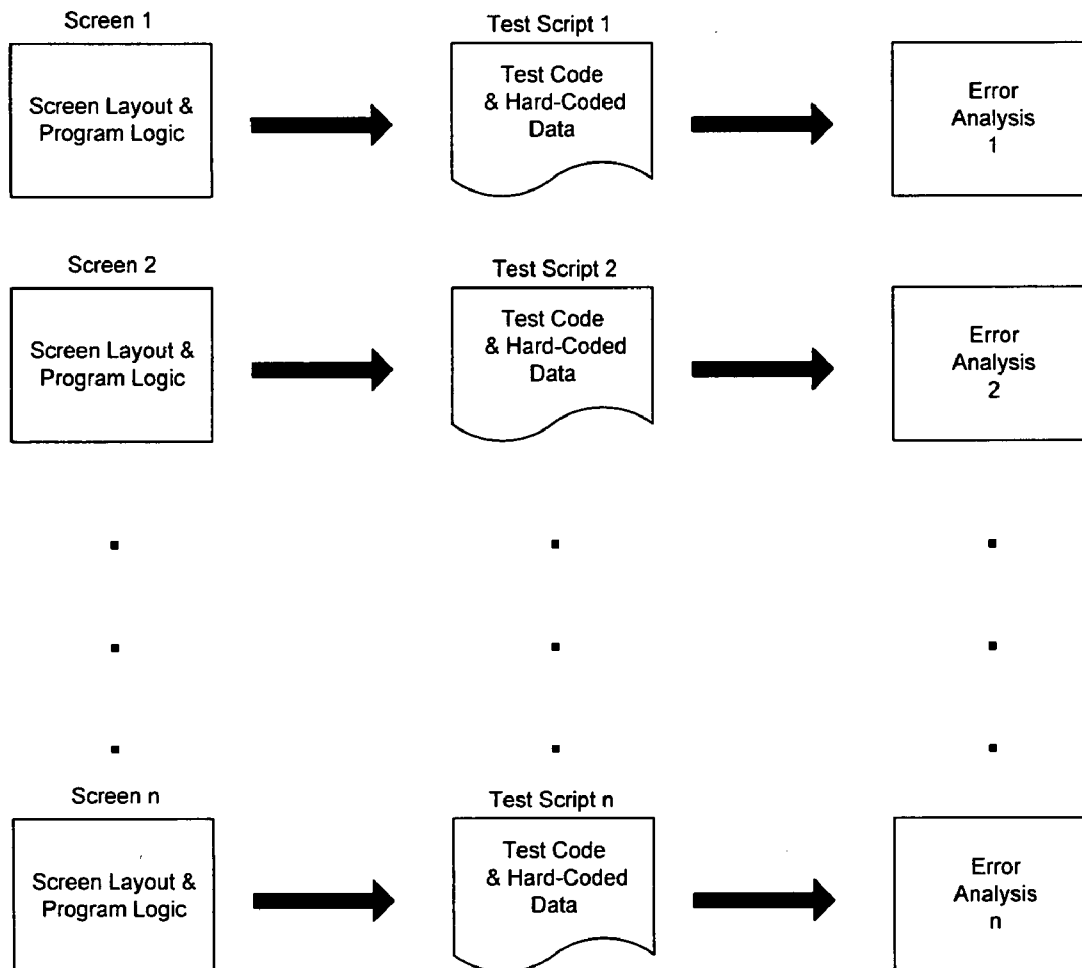 Screen 1
Test Script 1
Screen Layout &
Program Logic
Test Code
& Hard-Coded
Data
Error
Analysis
1
Screen 2
Test Script 2
Screen Layout &
Program Logic
Test Code
& Hard-Coded
Data
Error
Analysis
2
Screen n
Test Script n
Screen Layout &
Program Logic
Test Code
& Hard-Coded
Data
Error
Analysis
n